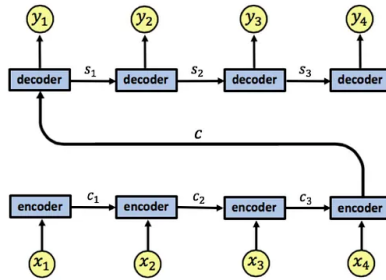 y₁ y₂ y₃ y₄
decoder s₁ decoder s₂ decoder s₃ decoder
c
encoder c₁ encoder c₂ encoder c₃ encoder
x₁ x₂ x₃ x₄